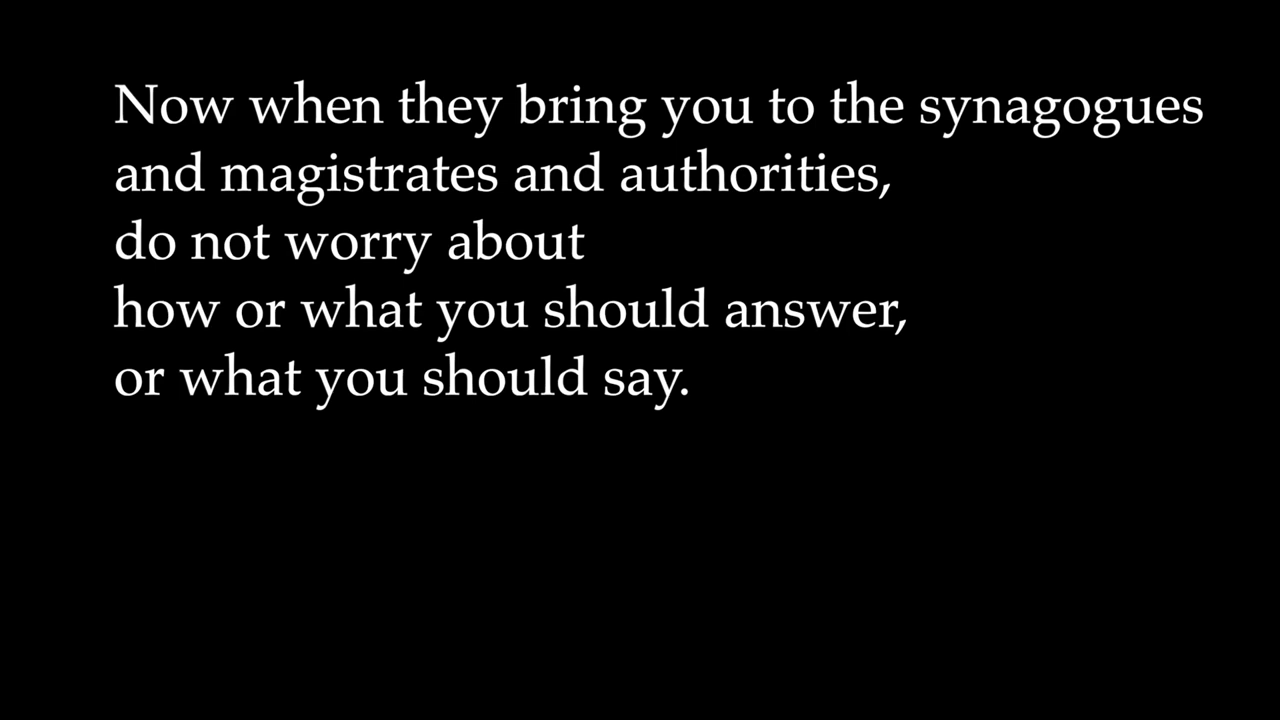 Now when they bring you to the synagogues
and magistrates and authorities,
do not worry about
how or what you should answer,
or what you should say.